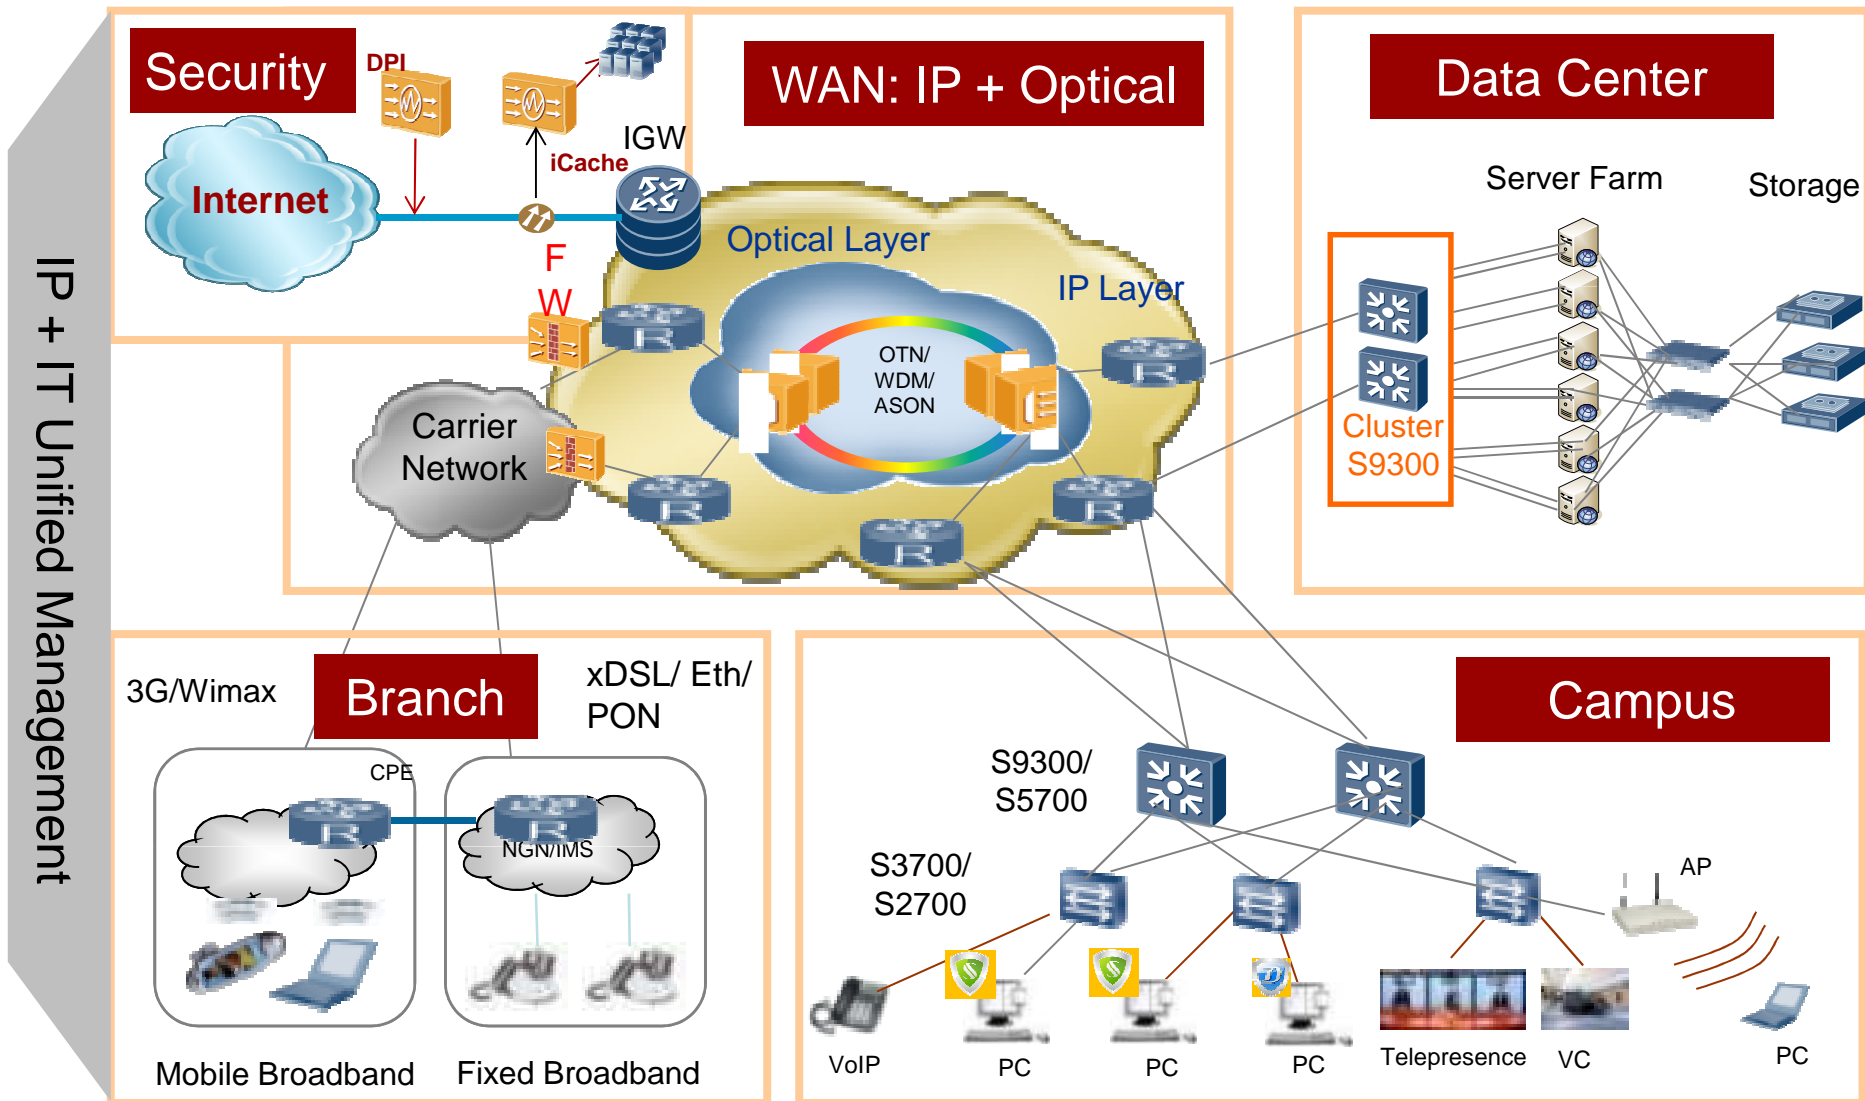 IP + IT Unified Management
Security
DPI
Internet
iCache
IGW
F
W
WAN: IP + Optical
Optical Layer
IP Layer
OTN/
WDM/
ASON
Carrier
Network
Data Center
Server Farm
Storage
Cluster
S9300
3G/Wimax
Branch
xDSL/ Eth/
PON
CPE
NGN/IMS
Mobile Broadband
Fixed Broadband
Campus
S9300/
S5700
S3700/
S2700
AP
VoIP
PC
PC
PC
Telepresence
VC
PC